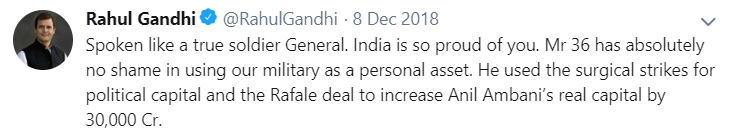 Rahul Gandhi @RahulGandhi · 8 Dec 2018
Spoken like a true soldier General. India is so proud of you. Mr 36 has absolutely
no shame in using our military as a personal asset. He used the surgical strikes for
political capital and the Rafale deal to increase Anil Ambani's real capital by
30,000 Cr.